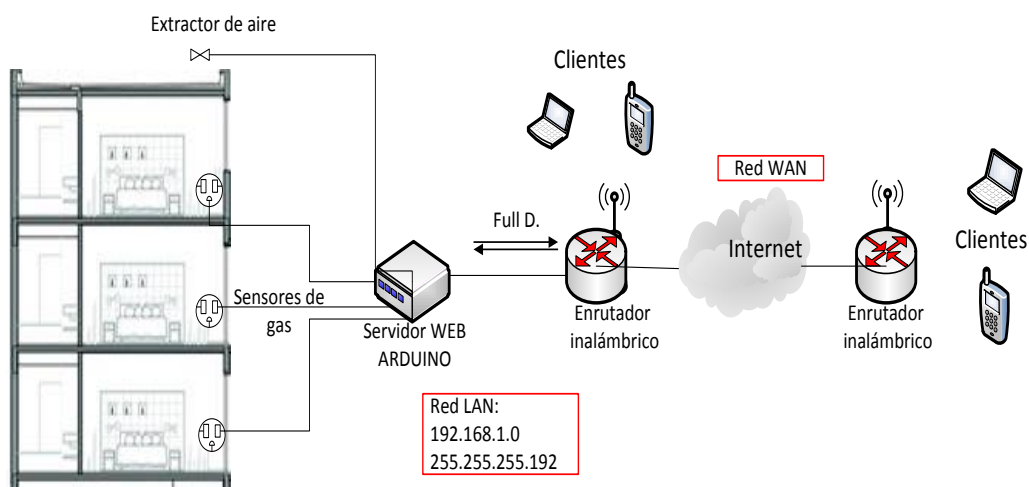 Extractor de aire
Clientes
Red WAN
Full D.
Internet
Clientes
Sensores de
gas
Servidor WEB
ARDUINO
Enrutador
inalámbrico
Enrutador
inalámbrico
Red LAN:
192.168.1.0
255.255.255.192